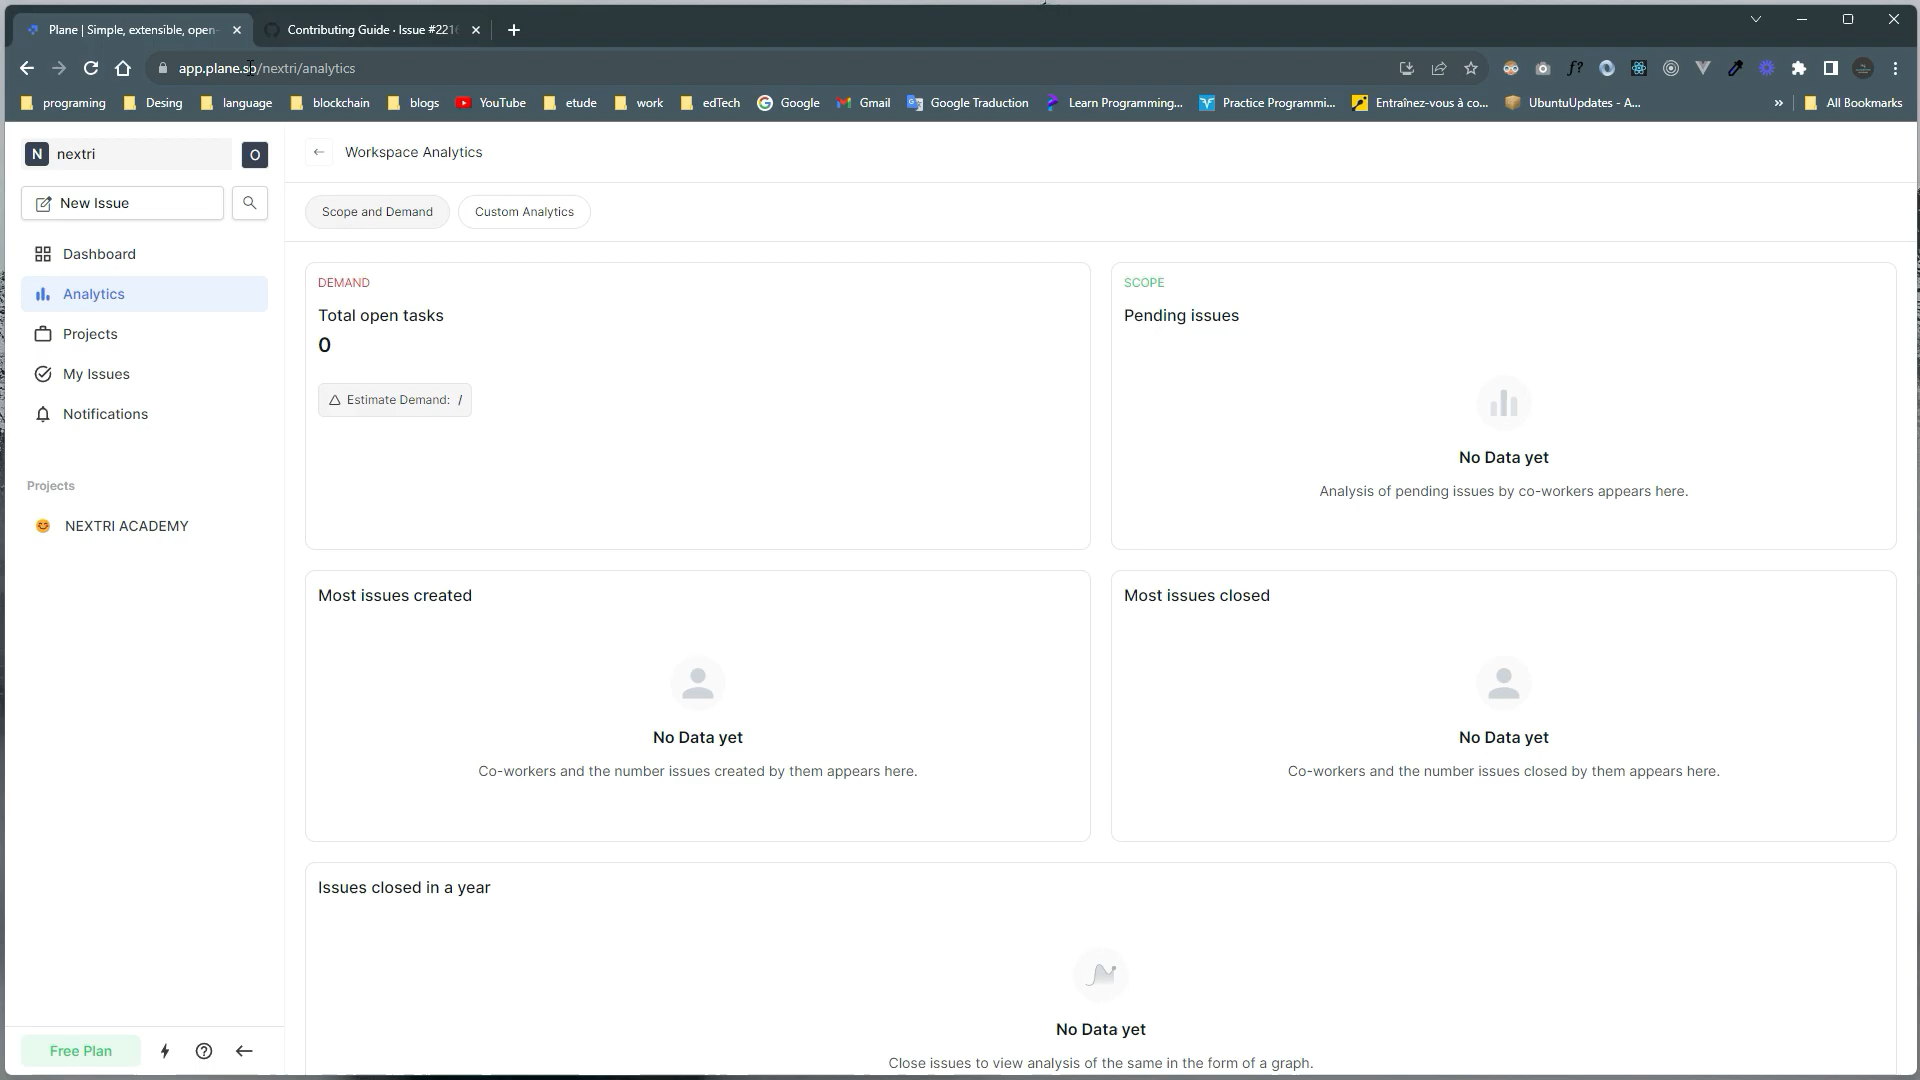 Plane | Simple, extensible, open-
Contributing Guide · Issue #2216
app.plane.so/nextri/analytics
f?
programing
Desing
language
blockchain
blogs
YouTube
etude
work
edTech
Google
Gmail
Google Traduction
Learn Programming...
Practice Programmi...
Entraînez-vous à co...
UbuntuUpdates - A...
»
All Bookmarks
N
nextri
O
Workspace Analytics
New Issue
Scope and Demand
Custom Analytics
Dashboard
Analytics
Projects
My Issues
Notifications
Projects
NEXTRI ACADEMY
DEMAND
Total open tasks
0
Estimate Demand: /
SCOPE
Pending issues
No Data yet
Analysis of pending issues by co-workers appears here.
Most issues created
No Data yet
Co-workers and the number issues created by them appears here.
Most issues closed
No Data yet
Co-workers and the number issues closed by them appears here.
Issues closed in a year
No Data yet
Close issues to view analysis of the same in the form of a graph.
Free Plan